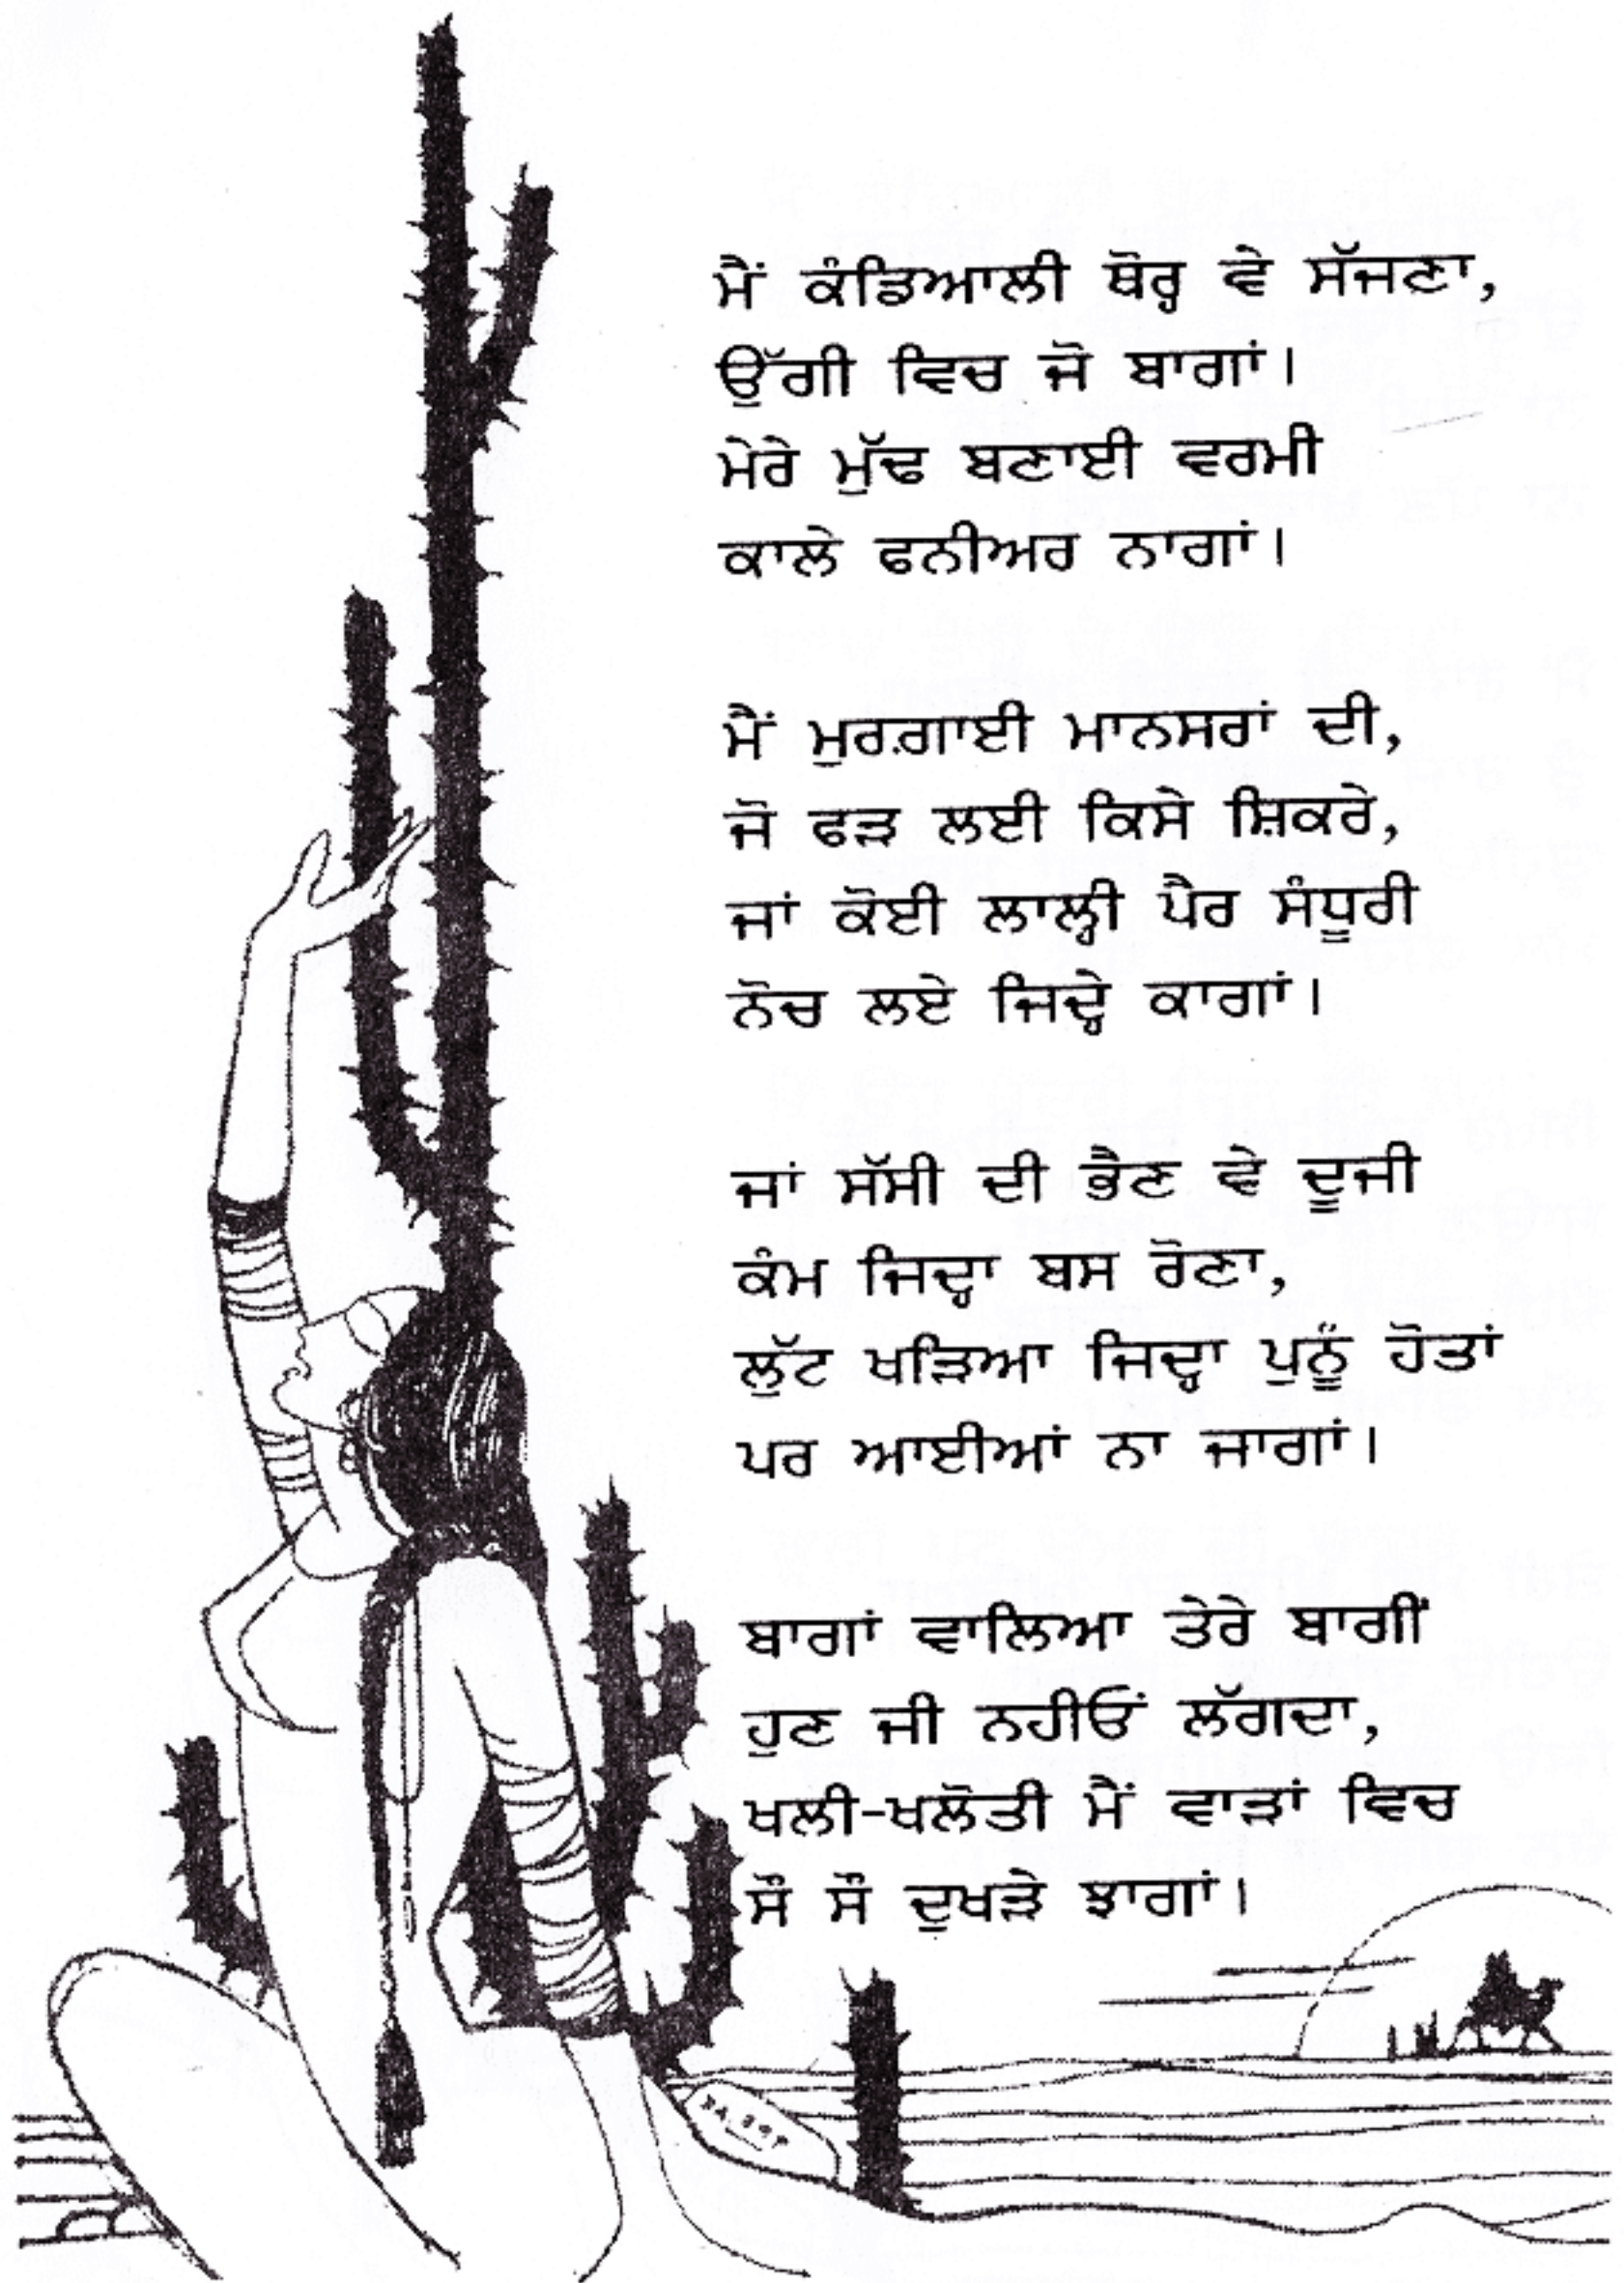 ਮੈਂ ਕੰਡਿਆਲੀ ਥੋਰ੍ਹ ਵੇ ਸੱਜਣਾ,
ਉੱਗੀ ਵਿਚ ਜੋ ਬਾਗਾਂ।
ਮੇਰੇ ਮੁੱਢ ਬਣਾਈ ਵਰਮੀ
ਕਾਲੇ ਫਨੀਅਰ ਨਾਗਾਂ।
ਮੈਂ ਮੁਰਗ਼ਾਈ ਮਾਨਸਰਾਂ ਦੀ,
ਜੋ ਫੜ ਲਈ ਕਿਸੇ ਸ਼ਿਕਰੇ,
ਜਾਂ ਕੋਈ ਲਾਲ੍ਹੀ ਪੈਰ ਸੰਧੂਰੀ
ਨੋਚ ਲਏ ਜਿਦ੍ਹੇ ਕਾਗਾਂ।
ਜਾਂ ਸੱਸੀ ਦੀ ਭੈਣ ਵੇ ਦੂਜੀ
ਕੰਮ ਜਿਦ੍ਹਾ ਬਸ ਰੋਣਾ,
ਲੁੱਟ ਖੜਿਆ ਜਿਦ੍ਹਾ ਪੁਨੂੰ ਹੋਤਾਂ
ਪਰ ਆਈਆਂ ਨਾ ਜਾਗਾਂ।
ਬਾਗਾਂ ਵਾਲਿਆ ਤੇਰੇ ਬਾਗੀਂ
ਹੁਣ ਜੀ ਨਹੀਓਂ ਲੱਗਦਾ,
ਖਲੀ-ਖਲੋਤੀ ਮੈਂ ਵਾੜਾਂ ਵਿਚ
ਸੌ ਸੌ ਦੁਖੜੇ ਝਾਗਾਂ।